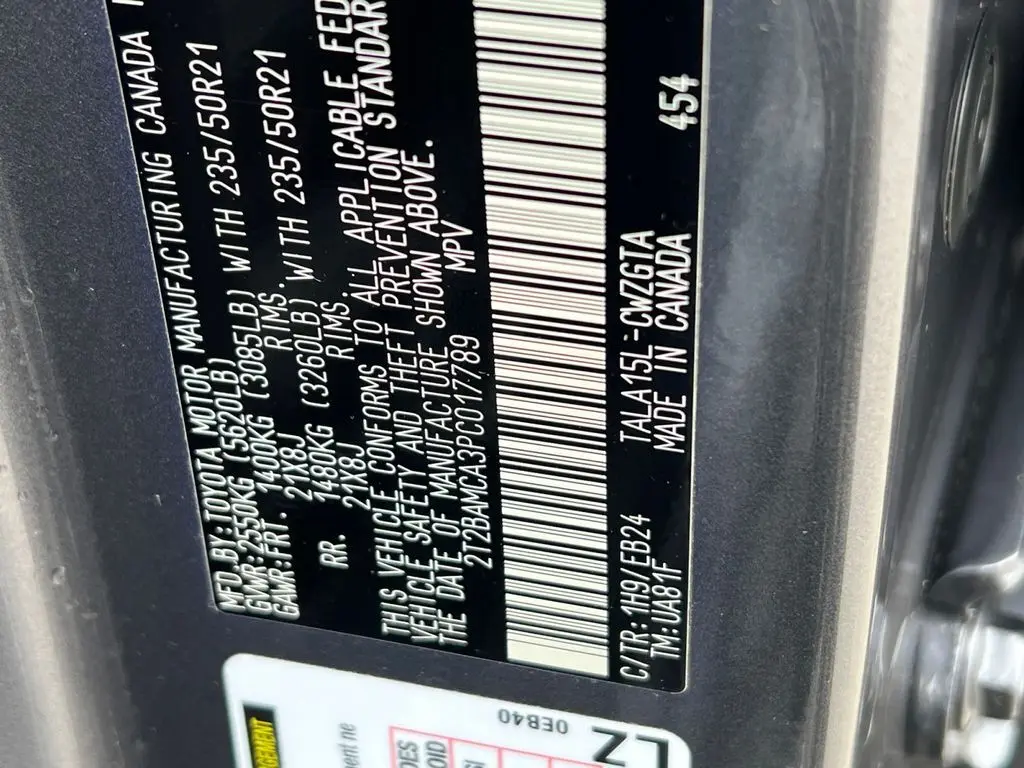 MFD.BY:TOYOTA MOTOR MANUFACTURING CANADA
GVWR:2550KG (5620LB)
GAWR:FRT. 1400KG (3085LB) WITH 235/50R21
21X8J RIMS.
RR. 1480KG (3260LB) WITH 235/50R21
21X8J RIMS.
THIS VEHICLE CONFORMS TO ALL APPLICABLE FED
VEHICLE SAFETY AND THEFT PREVENTION STANDAR
THE DATE OF MANUFACTURE SHOWN ABOVE.
2T2BAMCA3PC017789 MPV
C/TR:1H9/EB24 TALA15L-CWZGTA 454
TM:UA81F MADE IN CANADA
0EB40